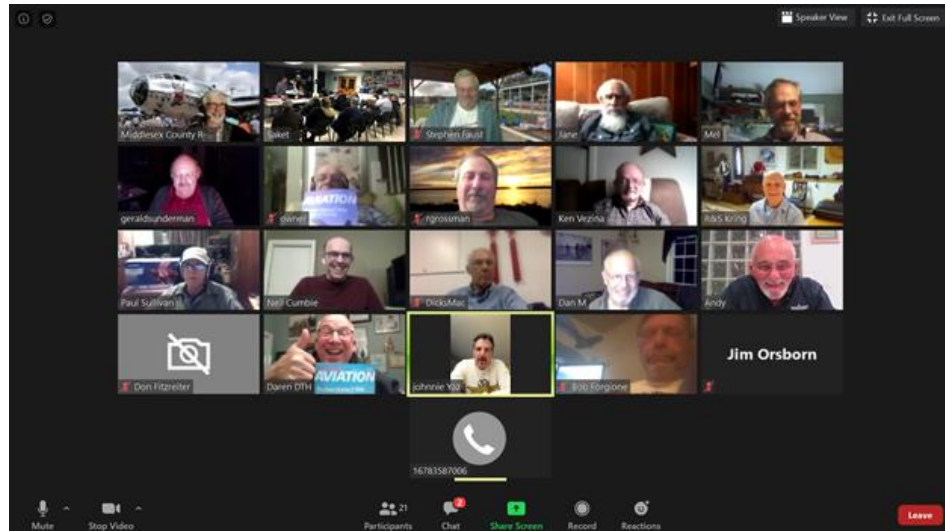 Speaker View
Exit Full Screen
Middlesex County R
Saket
Stephen Faust
Jane
Mel
geraldsunderman
owner
AVIATION
rgrossman
Ken Vezina
R&S Kring
Paul Sullivan
Neil Cumbie
DicksMac
Dan M
Andy
Don Fitzreiter
Daren DTH
AVIATION
johnnie Yaz
Bob Forgione
Jim Orsborn
16783587006
Mute
Stop Video
21
Participants
2
Chat
Share Screen
Record
Reactions
Leave